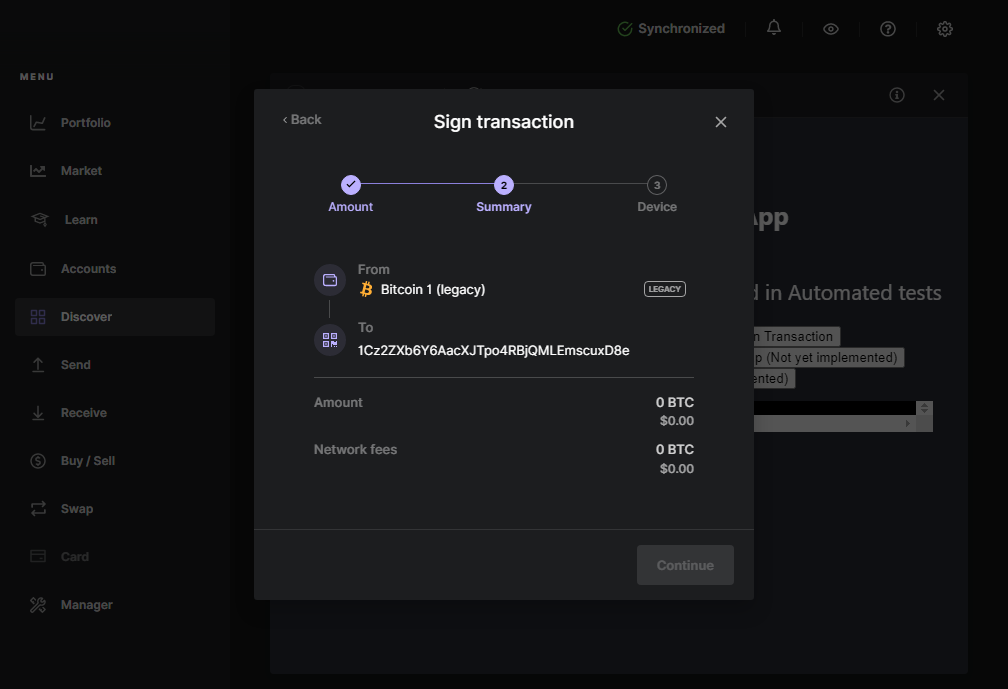 Synchronized
MENU
Portfolio
Market
Learn
Accounts
Discover
Send
Receive
Buy / Sell
Swap
Card
Manager
‹ Back
Sign transaction
2
3
Amount
Summary
Device
From
Bitcoin 1 (legacy)
LEGACY
To
1Cz2ZXb6Y6AacXJTpo4RBjQMLEmscuxD8e
Amount
0 BTC
$0.00
Network fees
0 BTC
$0.00
Continue
App
d in Automated tests
n Transaction
p (Not yet implemented)
ented)